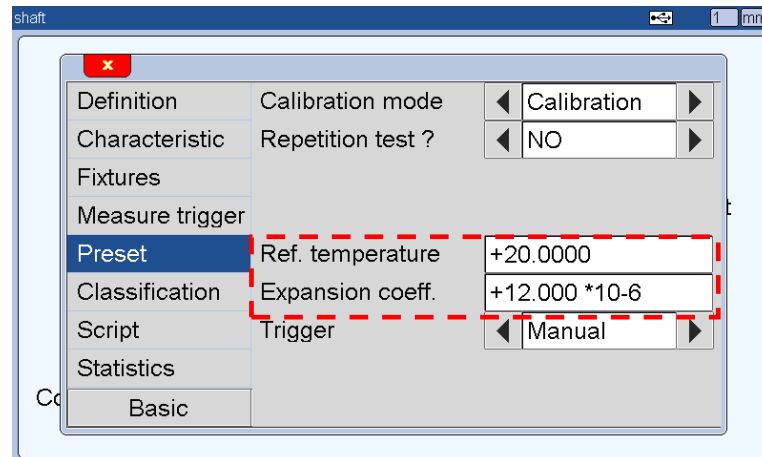 shaft 1 mm
x
Definition Calibration mode Calibration
Characteristic Repetition test ? NO
Fixtures
Measure trigger
Preset Ref. temperature +20.0000
Classification Expansion coeff. +12.000 *10-6
Script Trigger Manual
Statistics
Basic